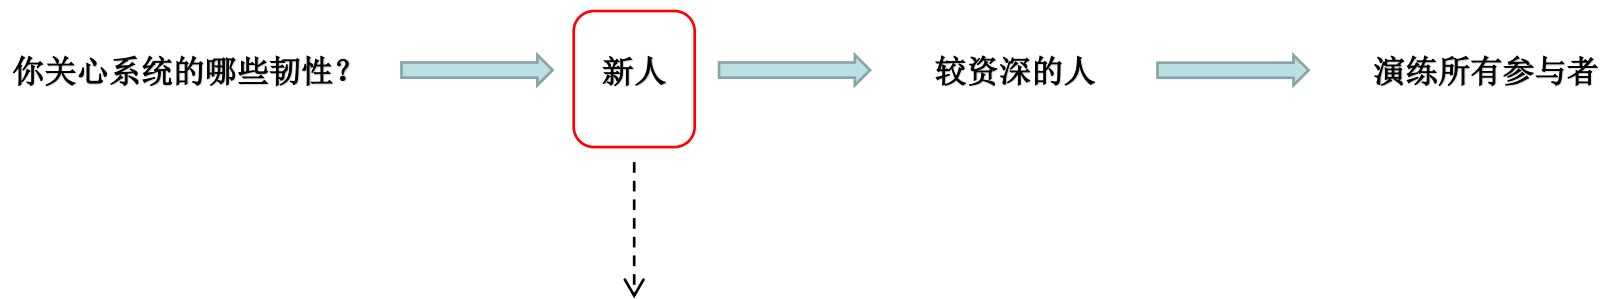 你关心系统的哪些韧性？
新人
较资深的人
演练所有参与者